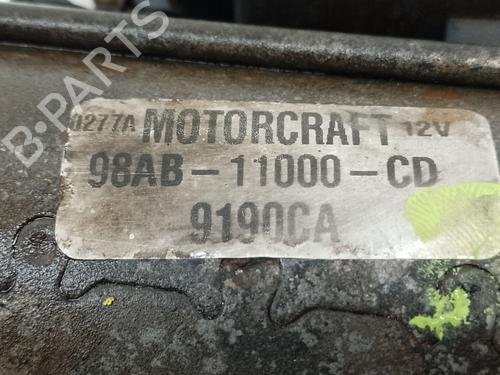 B-PARTS
0277A MOTORCRAFT 12V
98AB-11000-CD
9190CA